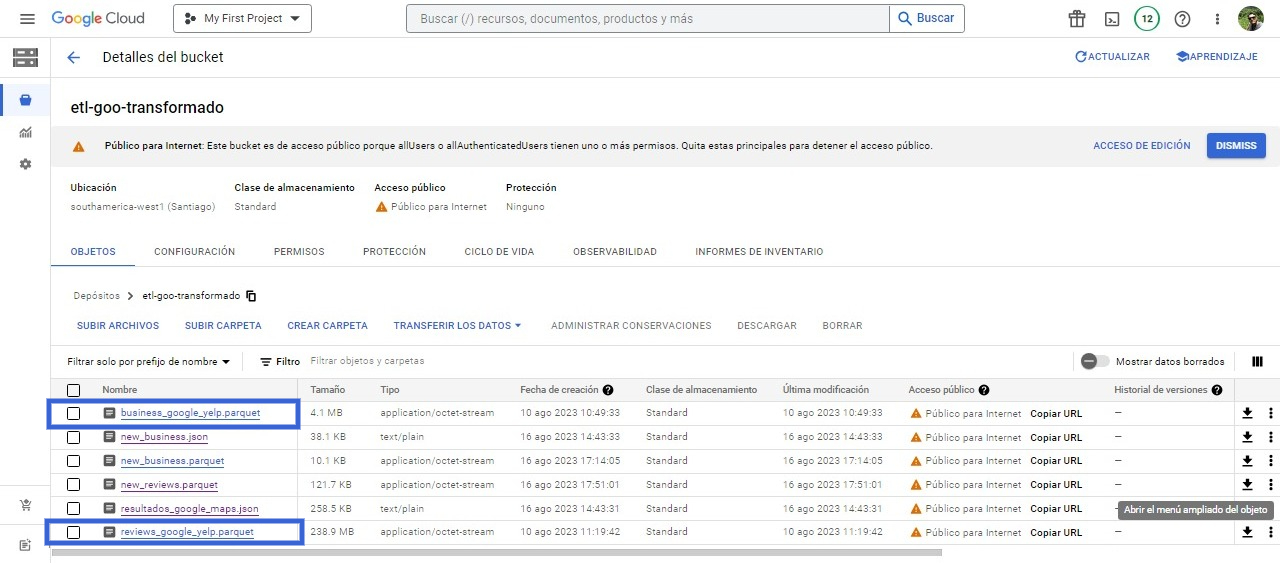 Google Cloud
My First Project
Buscar (/) recursos, documentos, productos y más
Buscar
12
Detalles del bucket
ACTUALIZAR
APRENDIZAJE
etl-goo-transformado
Público para Internet: Este bucket es de acceso público porque allUsers o allAuthenticatedUsers tienen uno o más permisos. Quita estas principales para detener el acceso público.
ACCESO DE EDICIÓN
DISMISS
Ubicación Clase de almacenamiento Acceso público Protección
southamerica-west1 (Santiago) Standard Público para Internet Ninguno
OBJETOS CONFIGURACIÓN PERMISOS PROTECCIÓN CICLO DE VIDA OBSERVABILIDAD INFORMES DE INVENTARIO
Depósitos etl-goo-transformado
SUBIR ARCHIVOS SUBIR CARPETA CREAR CARPETA TRANSFERIR LOS DATOS ADMINISTRAR CONSERVACIONES DESCARGAR BORRAR
Filtrar solo por prefijo de nombre Filtro Filtrar objetos y carpetas Mostrar datos borrados
Nombre Tamaño Tipo Fecha de creación Clase de almacenamiento Última modificación Acceso público Historial de versiones
business_google_yelp.parquet 4.1 MB application/octet-stream 10 ago 2023 10:49:33 Standard 10 ago 2023 10:49:33 Público para Internet Copiar URL —
new_business.json 38.1 KB text/plain 16 ago 2023 14:43:33 Standard 16 ago 2023 14:43:33 Público para Internet Copiar URL —
new_business.parquet 10.1 KB application/octet-stream 16 ago 2023 17:14:05 Standard 16 ago 2023 17:14:05 Público para Internet Copiar URL —
new_reviews.parquet 121.7 KB application/octet-stream 16 ago 2023 17:51:01 Standard 16 ago 2023 17:51:01 Público para Internet Copiar URL —
resultados_google_maps.json 258.5 KB text/plain 16 ago 2023 14:43:31 Standard 16 ago 2023 14:43:31 Público para Internet Copiar URL —
Abrir el menú ampliado del objeto
reviews_google_yelp.parquet 238.9 MB application/octet-stream 10 ago 2023 11:19:42 Standard 10 ago 2023 11:19:42 Público para Internet Copiar URL —